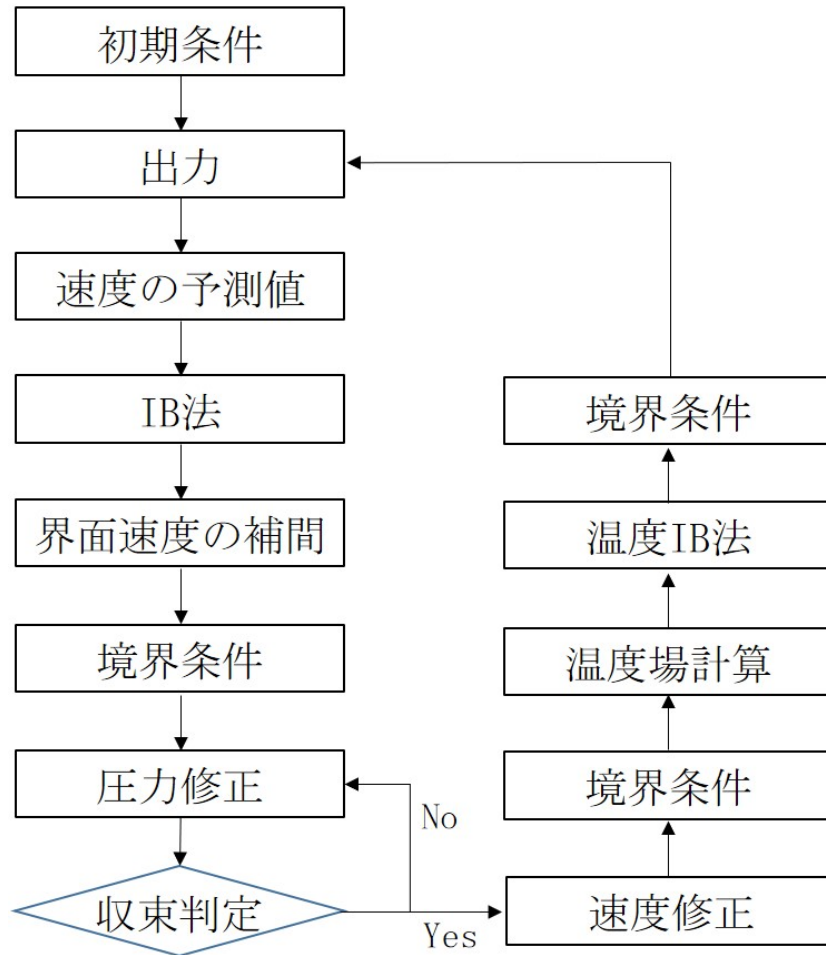 初期条件
出力
速度の予測値
IB法
界面速度の補間
境界条件
圧力修正
収束判定
No
Yes
速度修正
境界条件
温度場計算
温度IB法
境界条件